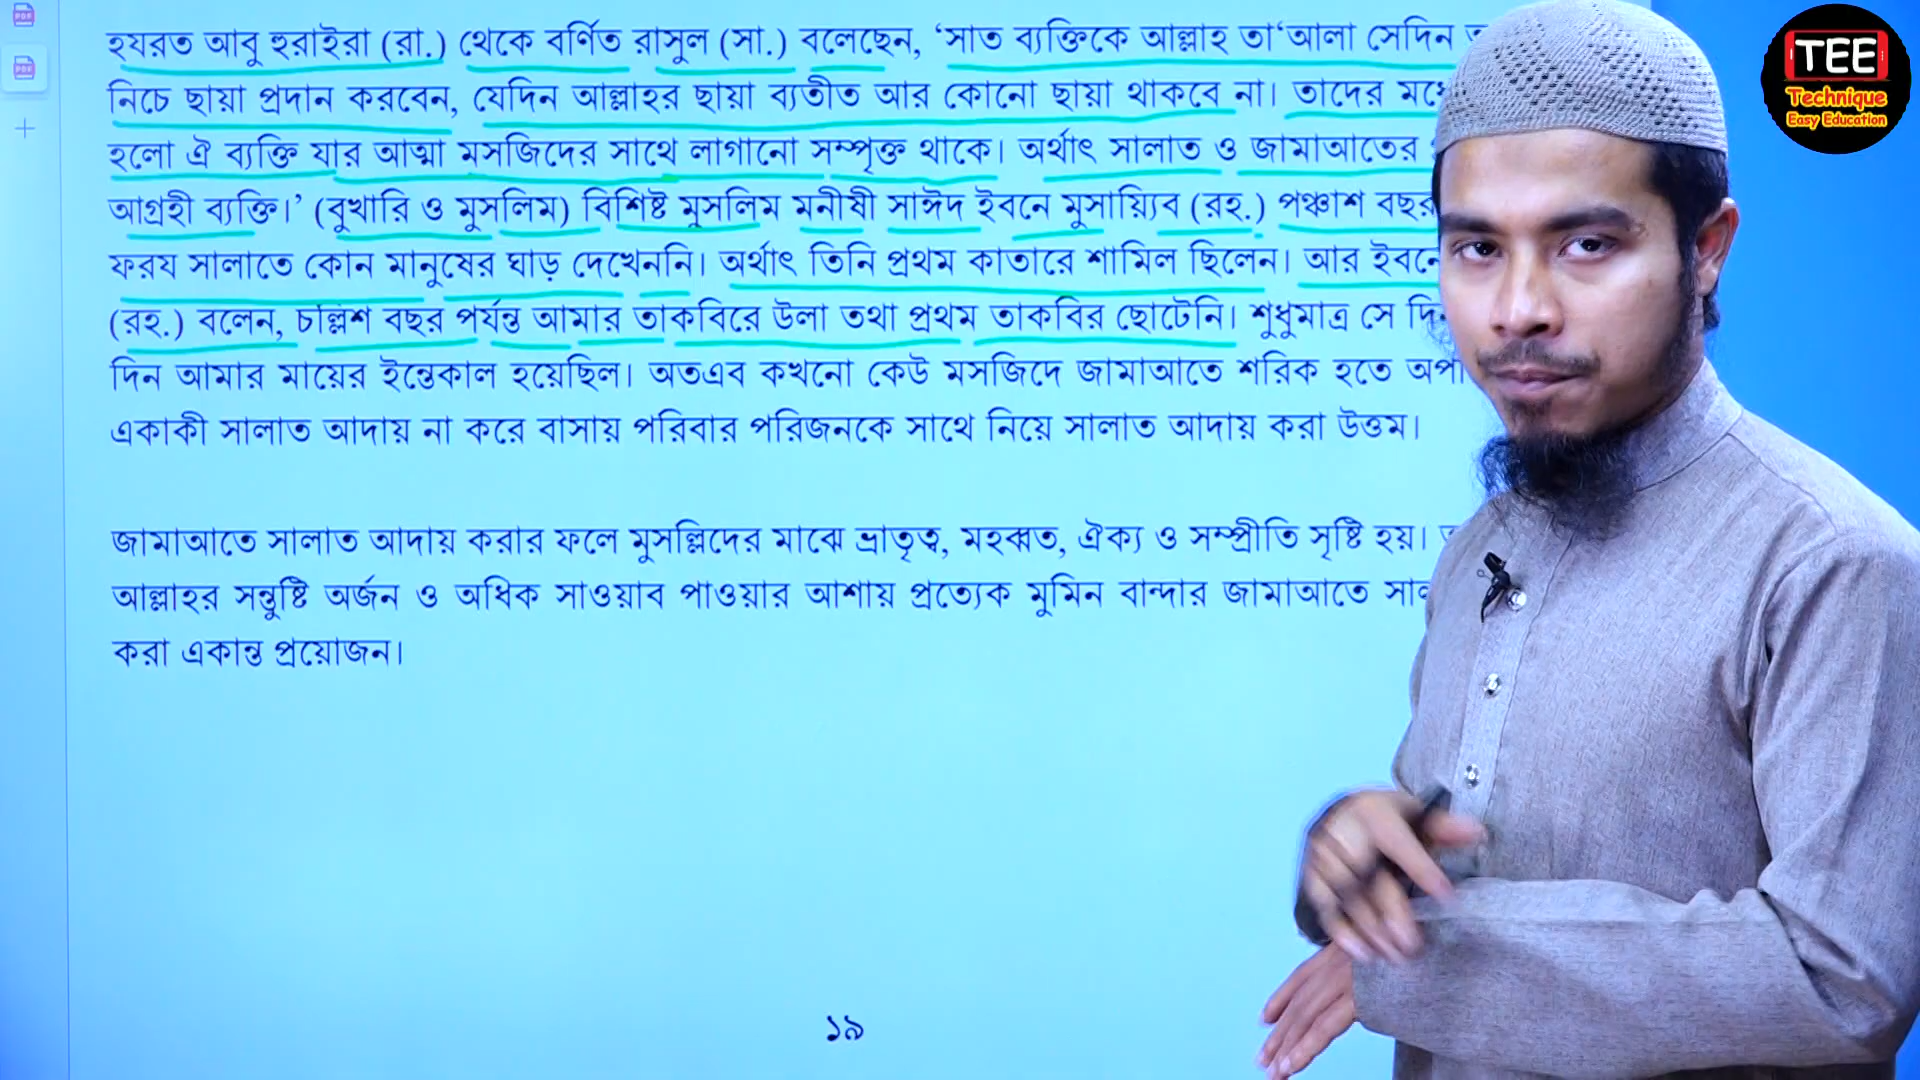 হযরত আবু হুরাইরা (রা.) থেকে বর্ণিত রাসুল (সা.) বলেছেন, ‘সাত ব্যক্তিকে আল্লাহ তা‘আলা সেদিন
নিচে ছায়া প্রদান করবেন, যেদিন আল্লাহর ছায়া ব্যতীত আর কোনো ছায়া থাকবে না। তাদের
হলো ঐ ব্যক্তি যার আত্মা মসজিদের সাথে লাগানো সম্পৃক্ত থাকে। অর্থাৎ সালাত ও জামাআতের
আগ্রহী ব্যক্তি।’ (বুখারি ও মুসলিম) বিশিষ্ট মুসলিম মনীষী সাঈদ ইবনে মুসায়্যিব (রহ.) পঞ্চাশ বছর
ফরয সালাতে কোন মানুষের ঘাড় দেখেননি। অর্থাৎ তিনি প্রথম কাতারে শামিল ছিলেন। আর ইবনে
(রহ.) বলেন, চল্লিশ বছর পর্যন্ত আমার তাকবিরে উলা তথা প্রথম তাকবির ছোটেনি। শুধুমাত্র সে
দিন আমার মায়ের ইন্তেকাল হয়েছিল। অতএব কখনো কেউ মসজিদে জামাআতে শরিক হতে
একাকী সালাত আদায় না করে বাসায় পরিবার পরিজনকে সাথে নিয়ে সালাত আদায় করা উত্তম।
জামাআতে সালাত আদায় করার ফলে মুসল্লিদের মাঝে ভ্রাতৃত্ব, মহব্বত, ঐক্য ও সম্প্রীতি সৃষ্টি হয়।
আল্লাহর সন্তুষ্টি অর্জন ও অধিক সাওয়াব পাওয়ার আশায় প্রত্যেক মুমিন বান্দার জামাআতে
করা একান্ত প্রয়োজন।
১৯
TEE
Technique
Easy Education